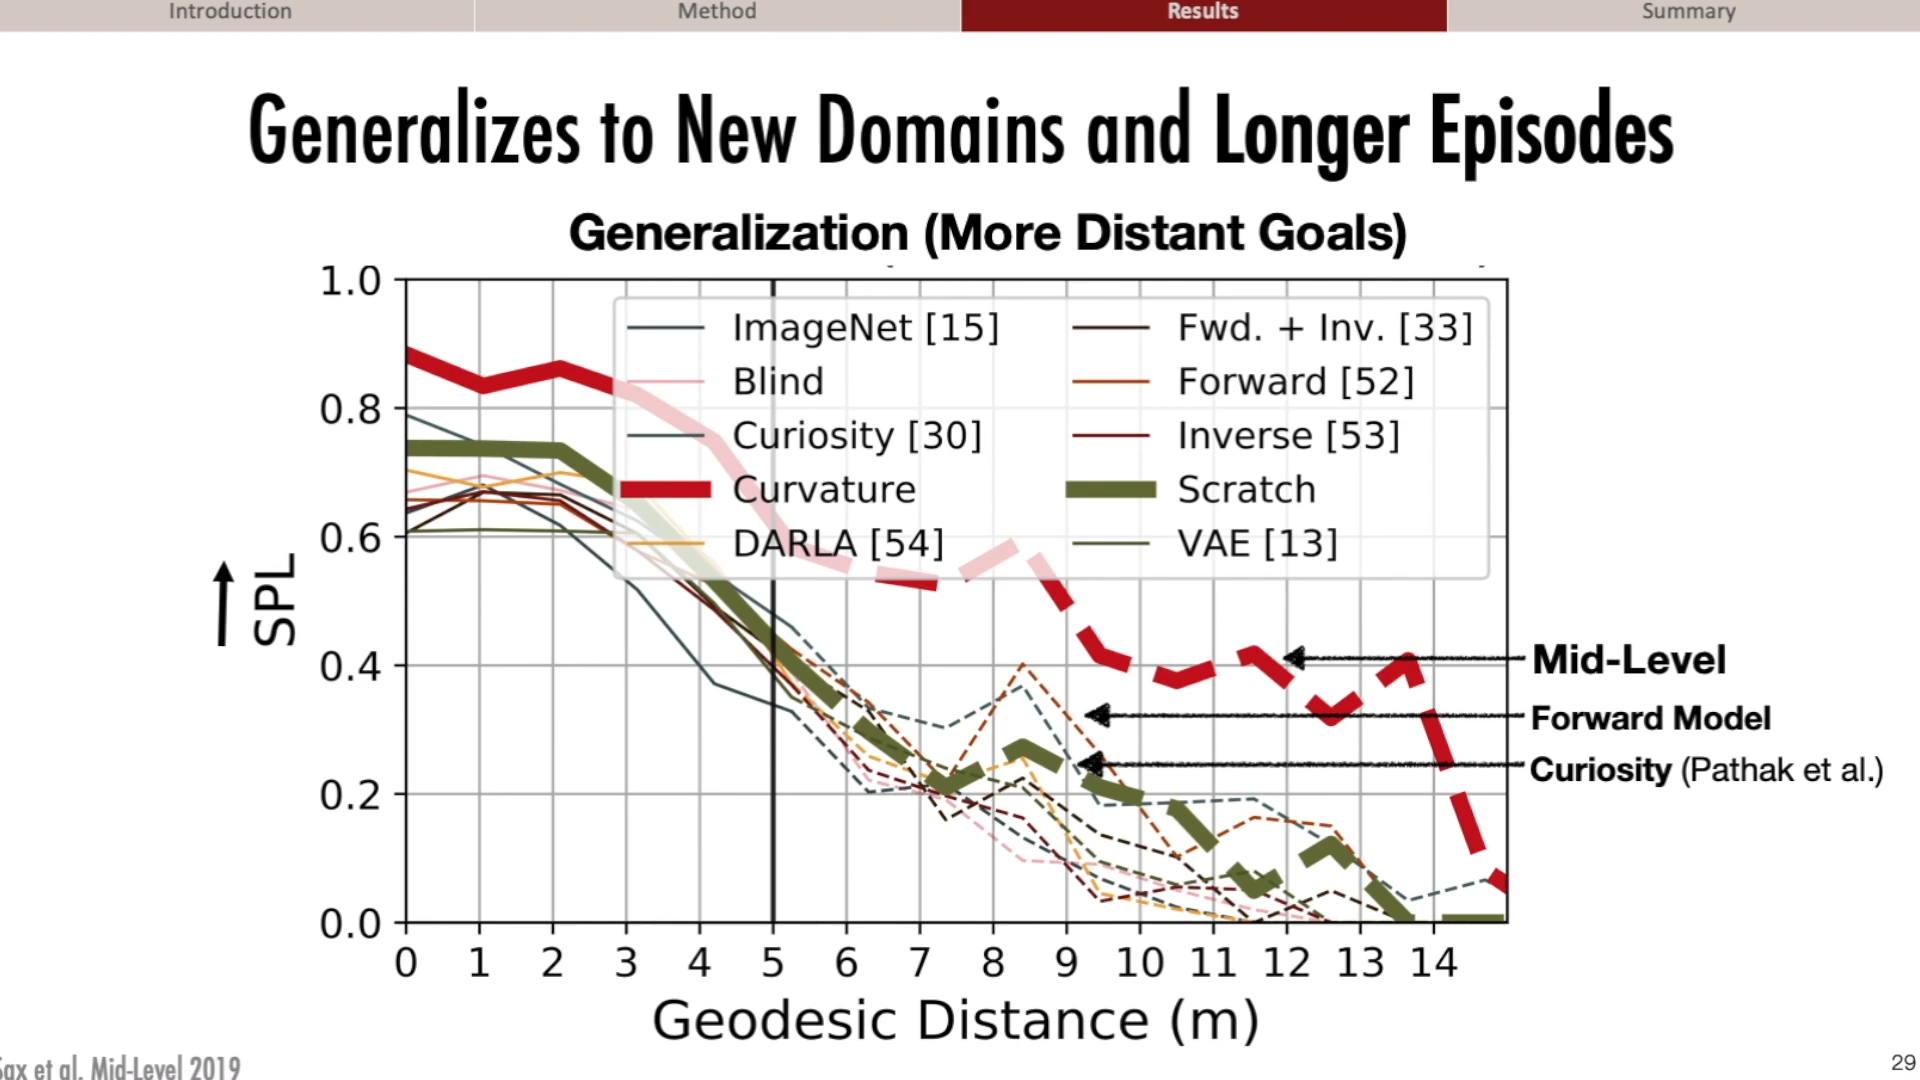 Introduction Method Results Summary
Generalizes to New Domains and Longer Episodes
Generalization (More Distant Goals)
1.0
0.8
0.6
0.4
0.2
0.0
SPL
ImageNet [15]
Blind
Curiosity [30]
Curvature
DARLA [54]
Fwd. + Inv. [33]
Forward [52]
Inverse [53]
Scratch
VAE [13]
Mid-Level
Forward Model
Curiosity (Pathak et al.)
0 1 2 3 4 5 6 7 8 9 10 11 12 13 14
Geodesic Distance (m)
Sax et al. Mid-Level 2019
29